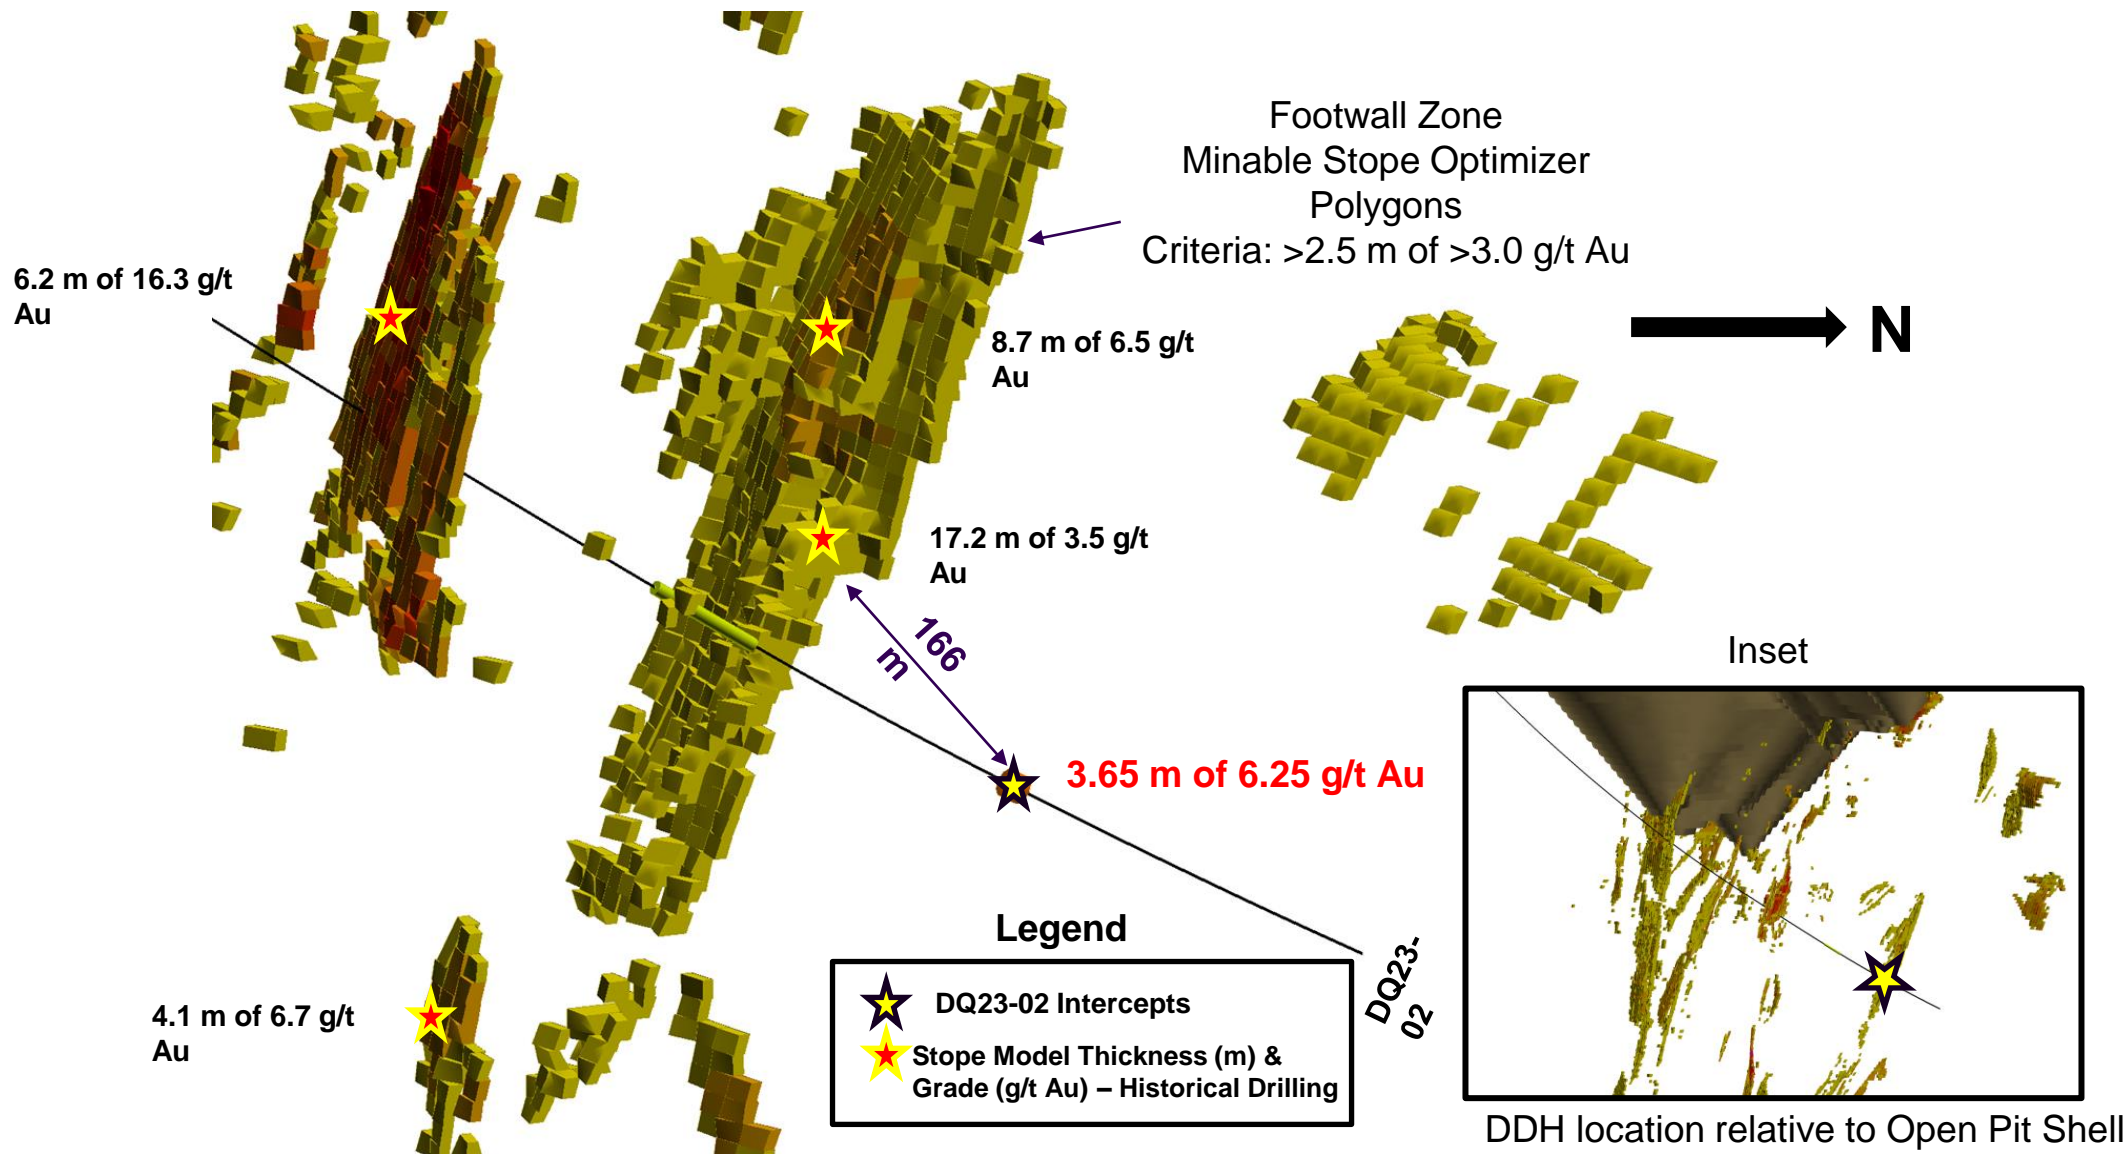 Footwall Zone
Minable Stope Optimizer
Polygons
Criteria: >2.5 m of >3.0 g/t Au
6.2 m of 16.3 g/t
Au
N
8.7 m of 6.5 g/t
Au
17.2 m of 3.5 g/t
Au
166
m
Inset
3.65 m of 6.25 g/t Au
Legend
DQ23-02 Intercepts
Stope Model Thickness (m) &
Grade (g/t Au) – Historical Drilling
DQ23-
02
4.1 m of 6.7 g/t
Au
DDH location relative to Open Pit Shell